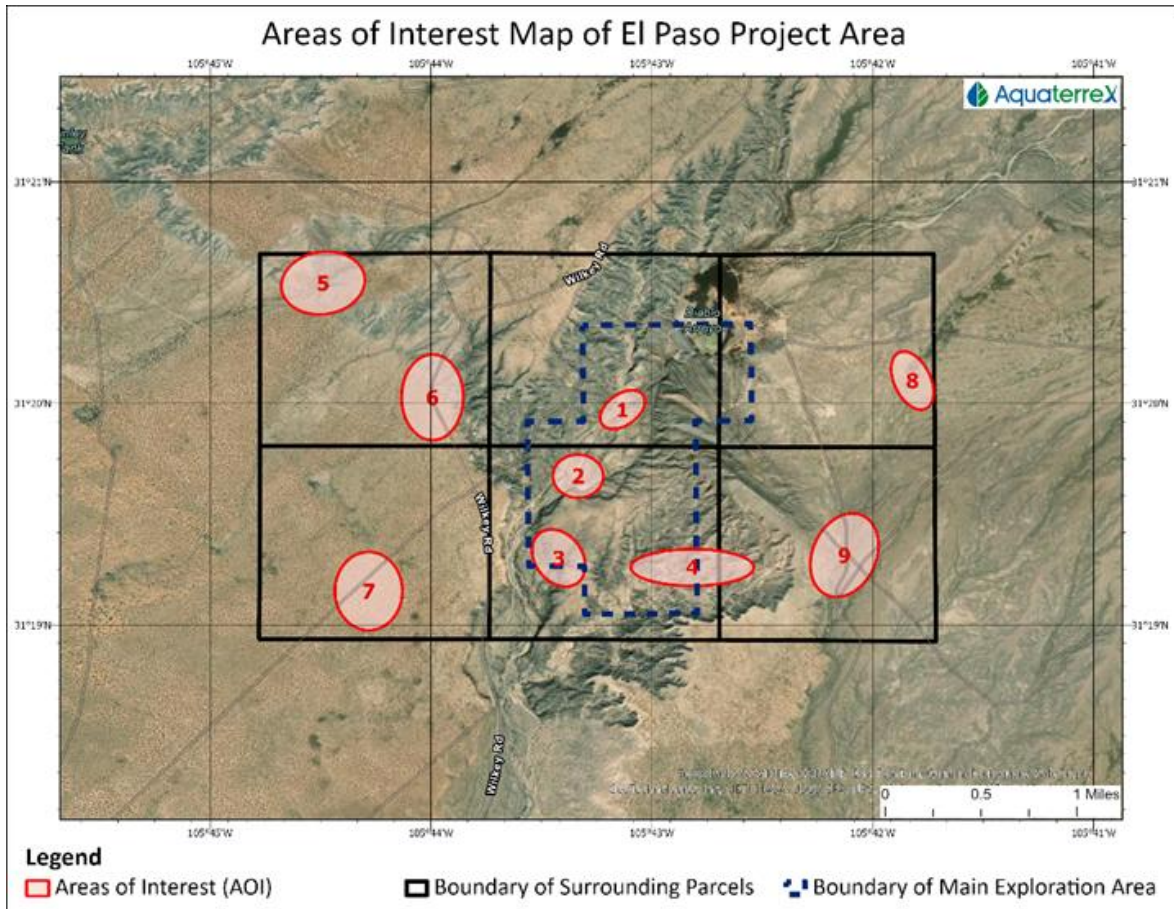 Areas of Interest Map of El Paso Project Area
105°45'W 105°44'W 105°43'W 105°42'W 105°41'W
AquaterreX
31°21'N 31°21'N
Wilkey Rd
5
Diablo
8
6
31°20'N 31°20'N
1
2
Wilkey Rd
9
3
4
7
31°19'N 31°19'N
Wilkey Rd
0 0.5 1 Miles
105°45'W 105°44'W 105°43'W 105°42'W 105°41'W
Legend
Areas of Interest (AOI) Boundary of Surrounding Parcels Boundary of Main Exploration Area